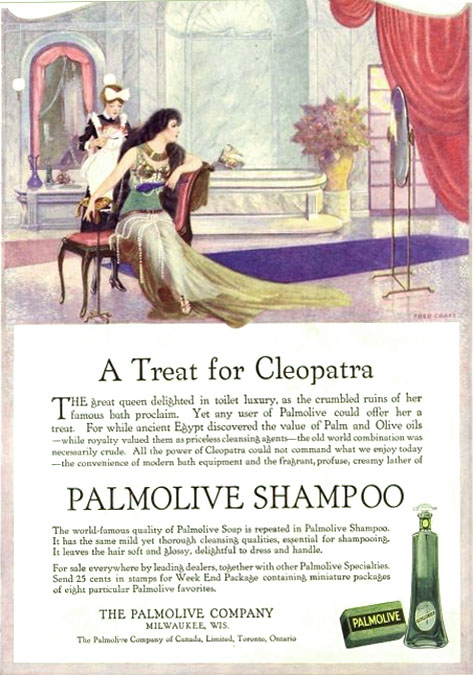 FRED CRAFT
A Treat for Cleopatra
THE great queen delighted in toilet luxury, as the crumbled ruins of her
famous bath proclaim. Yet any user of Palmolive could offer her a
treat. For while ancient Egypt discovered the value of Palm and Olive oils
—while royalty valued them as priceless cleansing agents—the old world combination was
necessarily crude. All the power of Cleopatra could not command what we enjoy today
—the convenience of modern bath equipment and the fragrant, profuse, creamy lather of
PALMOLIVE SHAMPOO
The world-famous quality of Palmolive Soap is repeated in Palmolive Shampoo.
It has the same mild yet thorough cleansing qualities, essential for shampooing.
It leaves the hair soft and glossy, delightful to dress and handle.
For sale everywhere by leading dealers, together with other Palmolive Specialties.
Send 25 cents in stamps for Week End Package containing miniature packages
of eight particular Palmolive favorites.
THE PALMOLIVE COMPANY
MILWAUKEE, WIS.
The Palmolive Company of Canada, Limited, Toronto, Ontario
PALMOLIVE